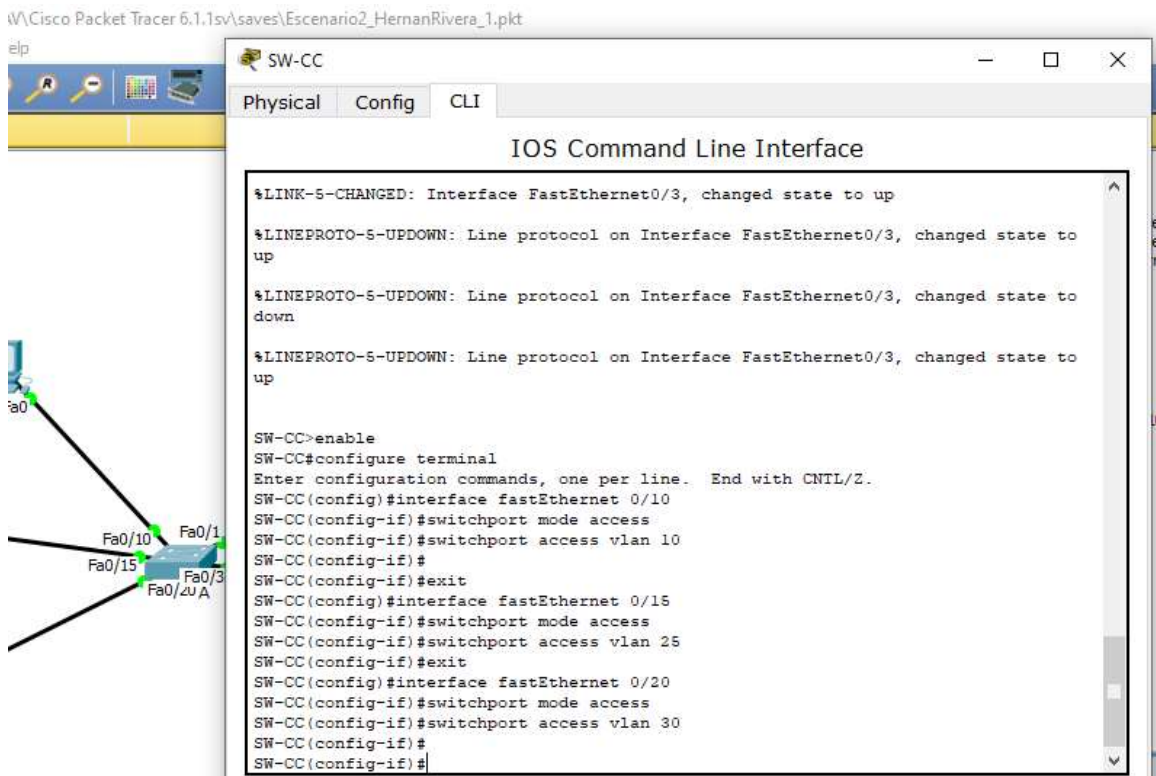 AV\Cisco Packet Tracer 6.1.1sv\saves\Escenario2_HernanRivera_1.pkt
elp
SW-CC
Physical Config CLI
IOS Command Line Interface
%LINK-5-CHANGED: Interface FastEthernet0/3, changed state to up
%LINEPROTO-5-UPDOWN: Line protocol on Interface FastEthernet0/3, changed state to
up
%LINEPROTO-5-UPDOWN: Line protocol on Interface FastEthernet0/3, changed state to
down
%LINEPROTO-5-UPDOWN: Line protocol on Interface FastEthernet0/3, changed state to
up
SW-CC>enable
SW-CC#configure terminal
Enter configuration commands, one per line.  End with CNTL/Z.
SW-CC(config)#interface fastEthernet 0/10
SW-CC(config-if)#switchport mode access
SW-CC(config-if)#switchport access vlan 10
SW-CC(config-if)#
SW-CC(config-if)#exit
SW-CC(config)#interface fastEthernet 0/15
SW-CC(config-if)#switchport mode access
SW-CC(config-if)#switchport access vlan 25
SW-CC(config-if)#exit
SW-CC(config)#interface fastEthernet 0/20
SW-CC(config-if)#switchport mode access
SW-CC(config-if)#switchport access vlan 30
SW-CC(config-if)#
SW-CC(config-if)#
Fa0
Fa0/10 Fa0/1
Fa0/15
Fa0/3
Fa0/20